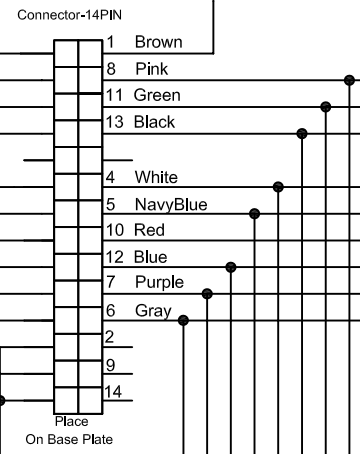 Connector-14PIN
1 Brown
8 Pink
11 Green
13 Black
4 White
5 NavyBlue
10 Red
12 Blue
7 Purple
6 Gray
2
9
14
Place
On Base Plate